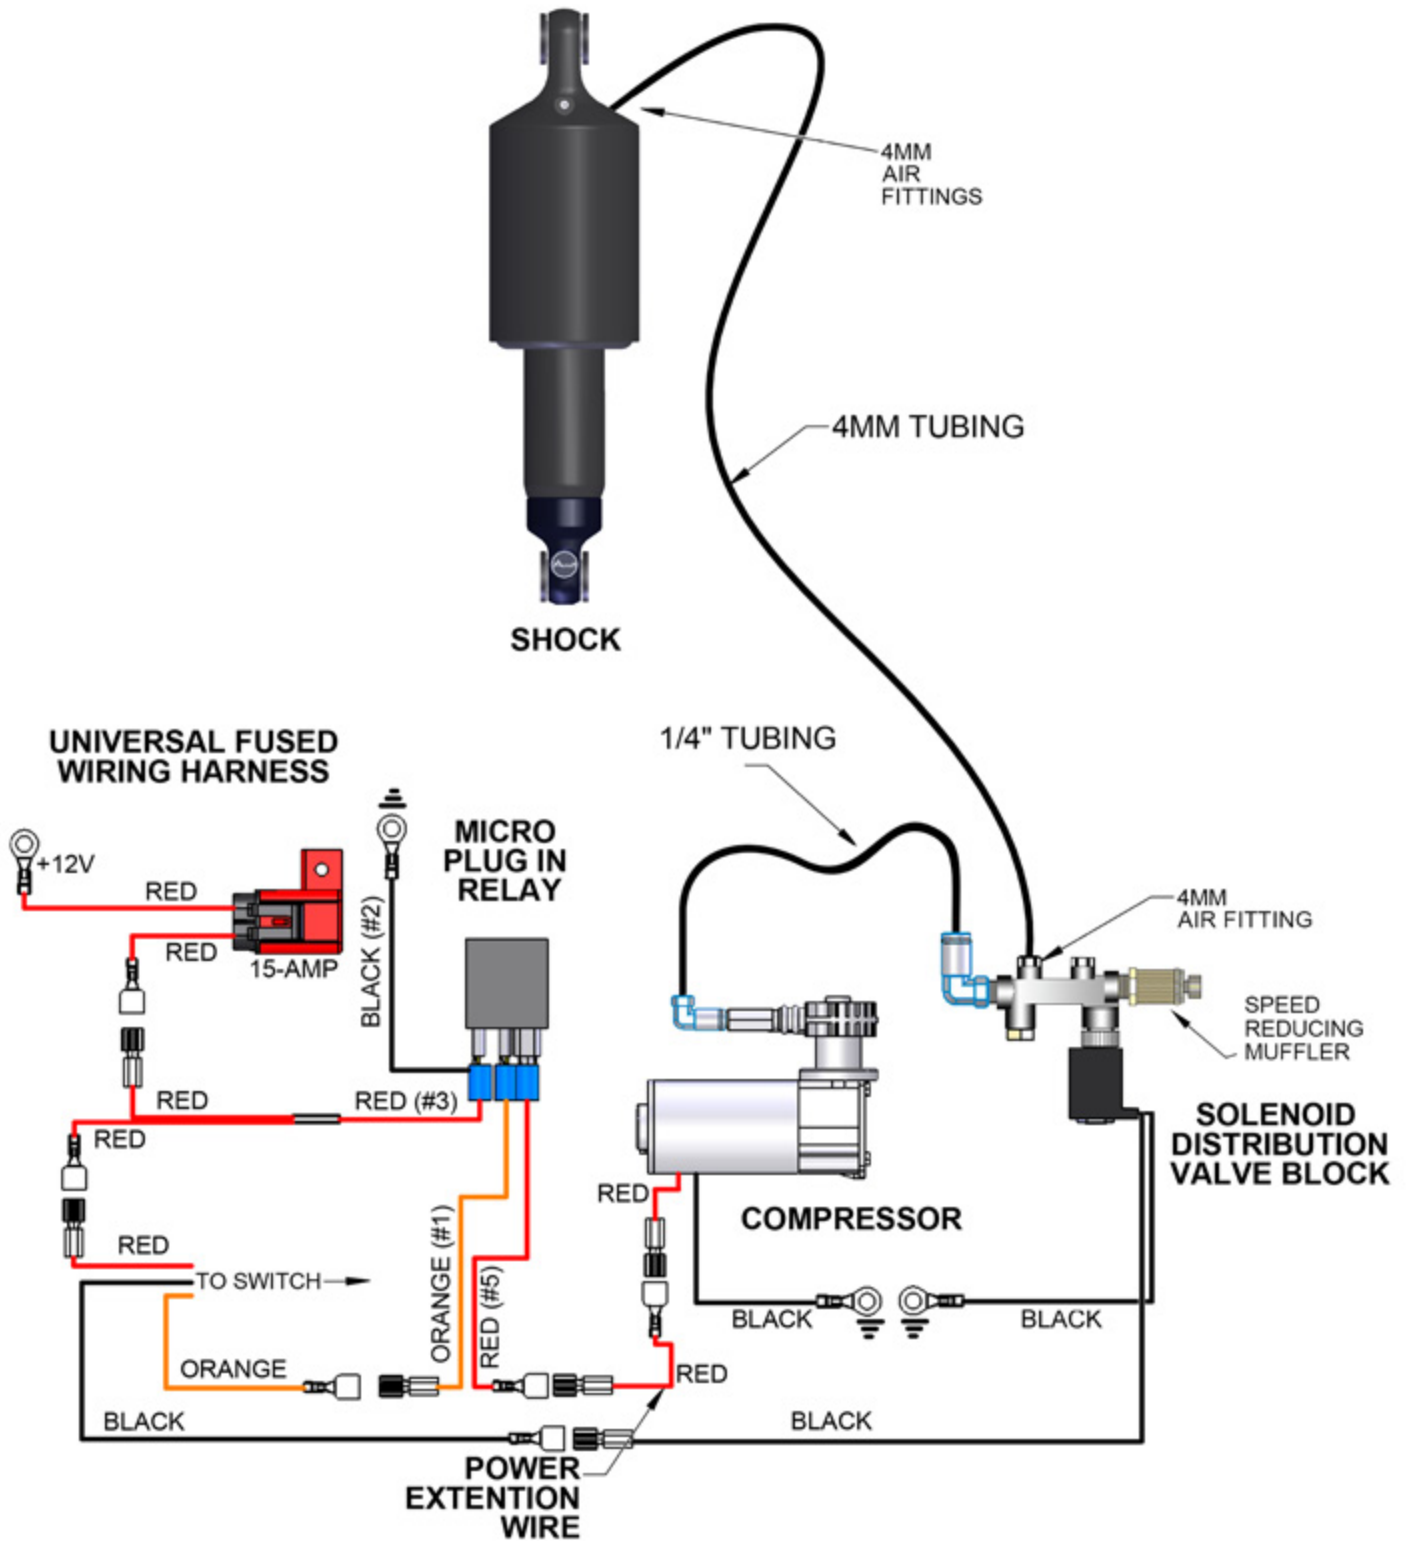 4MM
AIR
FITTINGS
4MM TUBING
SHOCK
1/4" TUBING
UNIVERSAL FUSED
WIRING HARNESS
MICRO
PLUG IN
RELAY
+12V
RED
RED
15-AMP
BLACK (#2)
4MM
AIR FITTING
SPEED
REDUCING
MUFFLER
RED
RED (#3)
RED
SOLENOID
DISTRIBUTION
VALVE BLOCK
RED
COMPRESSOR
RED
TO SWITCH
ORANGE (#1)
RED (#5)
BLACK
BLACK
ORANGE
RED
BLACK
BLACK
POWER
EXTENTION
WIRE